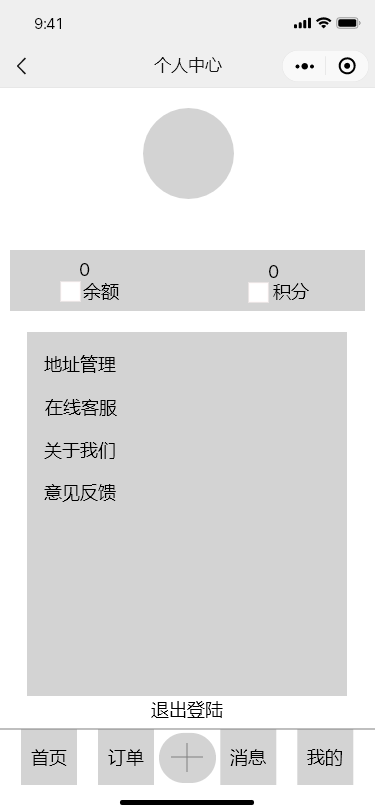 9:41
个人中心
0
余额
0
积分
地址管理
在线客服
关于我们
意见反馈
退出登陆
首页 订单 消息 我的